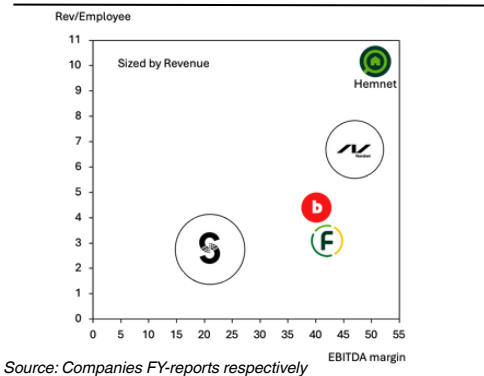 Rev/Employee
11
10
9
8
7
6
5
4
3
2
1
0
Sized by Revenue
Hemnet
Nordnet
b
F
S
0 5 10 15 20 25 30 35 40 45 50 55
EBITDA margin
Source: Companies FY-reports respectively